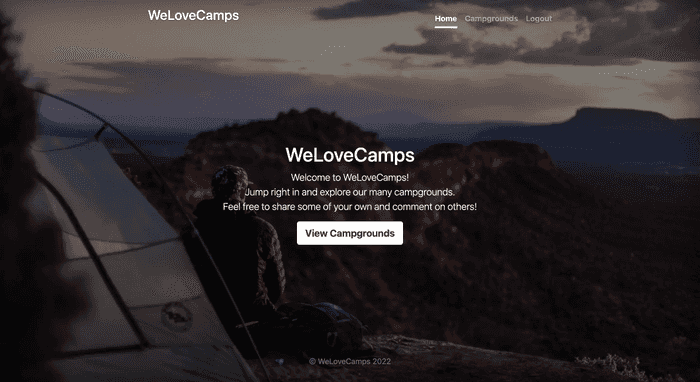 WeLoveCamps
Home Campgrounds Logout
WeLoveCamps
Welcome to WeLoveCamps!
Jump right in and explore our many campgrounds.
Feel free to share some of your own and comment on others!
View Campgrounds
© WeLoveCamps 2022